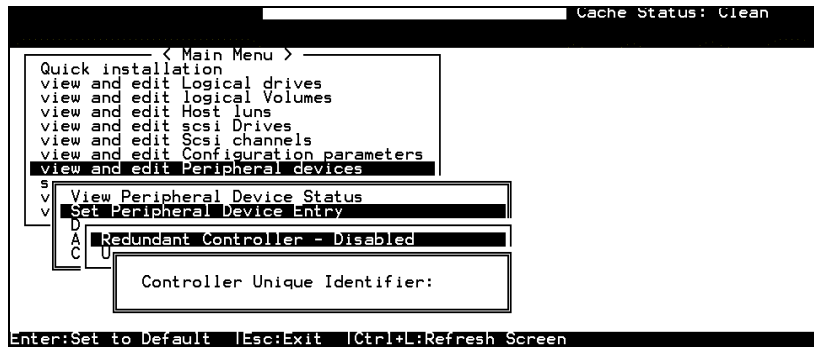 Cache Status: Clean
< Main Menu >
Quick installation
view and edit Logical drives
view and edit logical Volumes
view and edit Host luns
view and edit scsi Drives
view and edit Scsi channels
view and edit Configuration parameters
view and edit Peripheral devices
s
v View Peripheral Device Status
v Set Peripheral Device Entry
D
A Redundant Controller - Disabled
C U
Controller Unique Identifier:
Enter:Set to Default |Esc:Exit |Ctrl+L:Refresh Screen